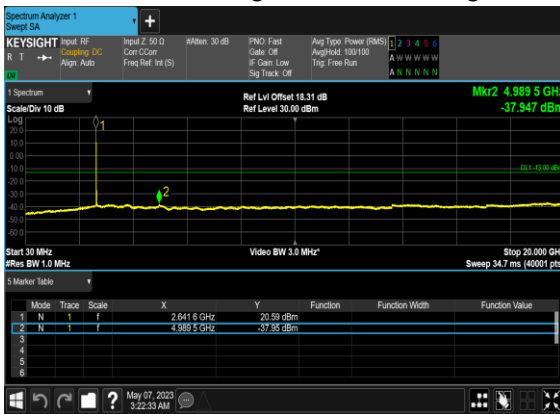 Spectrum Analyzer 1
Swept SA
+
KEYSIGHT Input: RF Input Z: 50 Ω #Atten: 30 dB PNO: Fast Avg Type: Power (RMS) 1 2 3 4 5 6
R T Coupling: DC Corr CCorr Gate: Off Avg|Hold: 100/100 A W W W W W
Align: Auto Freq Ref: Int (S) IF Gain: Low Trig: Free Run
Sig Track: Off A N N N N N
1 Spectrum Ref Lvl Offset 18.31 dB Mkr2 4.989 5 GHz
Scale/Div 10 dB Ref Level 30.00 dBm -37.947 dBm
Log
20.0 1
10.0
0.00
-10.0 DL1 -13.00 dBm
-20.0
-30.0 2
-40.0
-50.0
-60.0
Start 30 MHz Video BW 3.0 MHz* Stop 20.000 GH
#Res BW 1.0 MHz Sweep 34.7 ms (40001 pts
5 Marker Table
Mode Trace Scale X Y Function Function Width Function Value
1 N 1 f 2.641 6 GHz 20.59 dBm
2 N 1 f 4.989 5 GHz -37.95 dBm
3
4
5
6
? May 07, 2023
3:22:33 AM